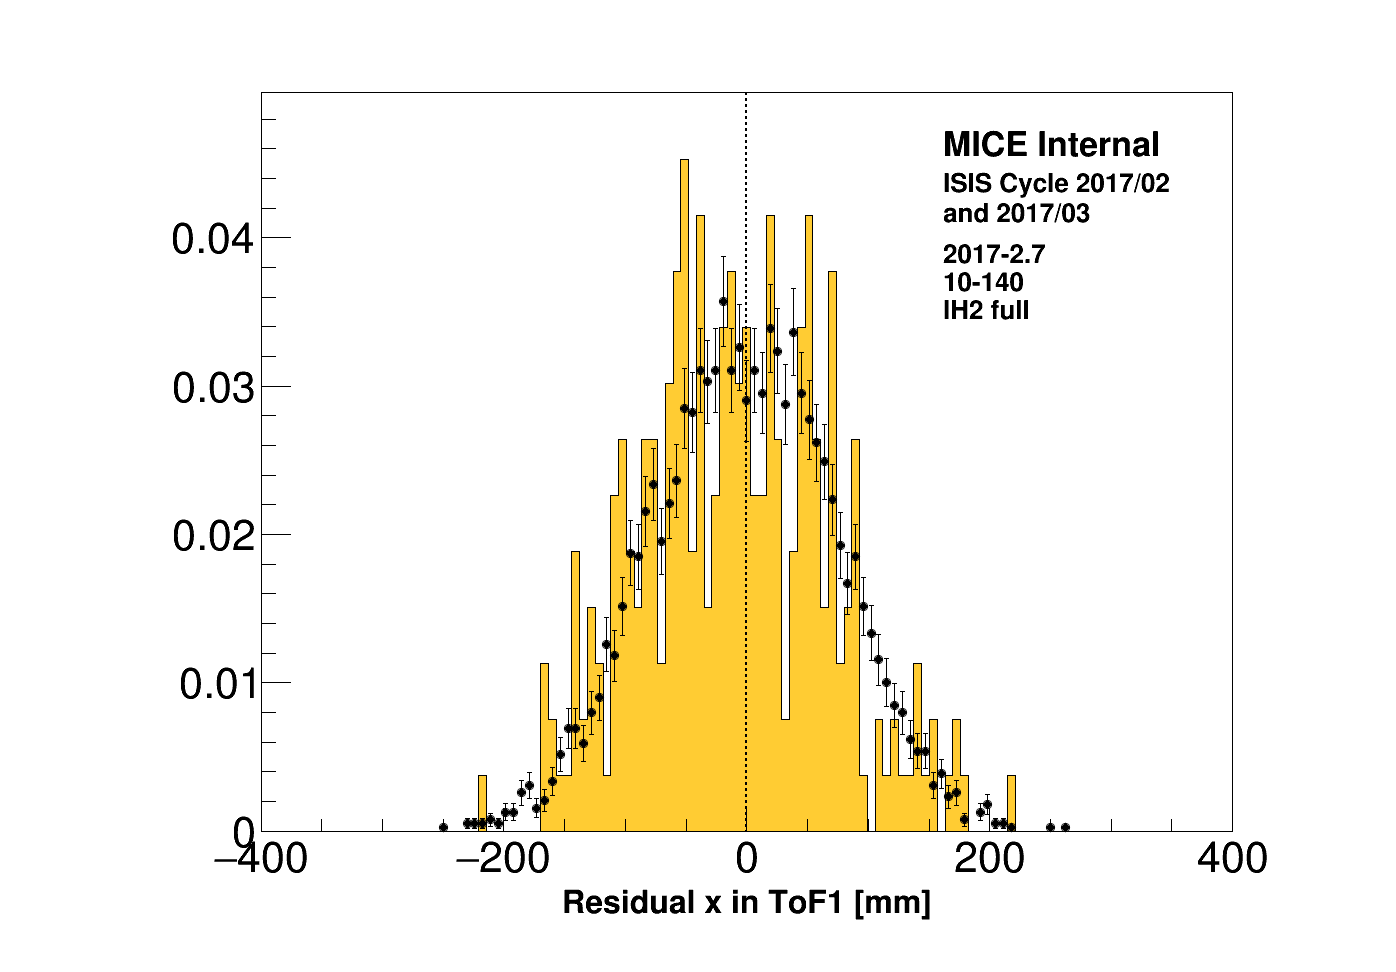 MICE Internal
ISIS Cycle 2017/02
and 2017/03
2017-2.7
10-140
lH2 full
0.04
0.03
0.02
0.01
0
−400 −200 0 200 400
Residual x in ToF1 [mm]